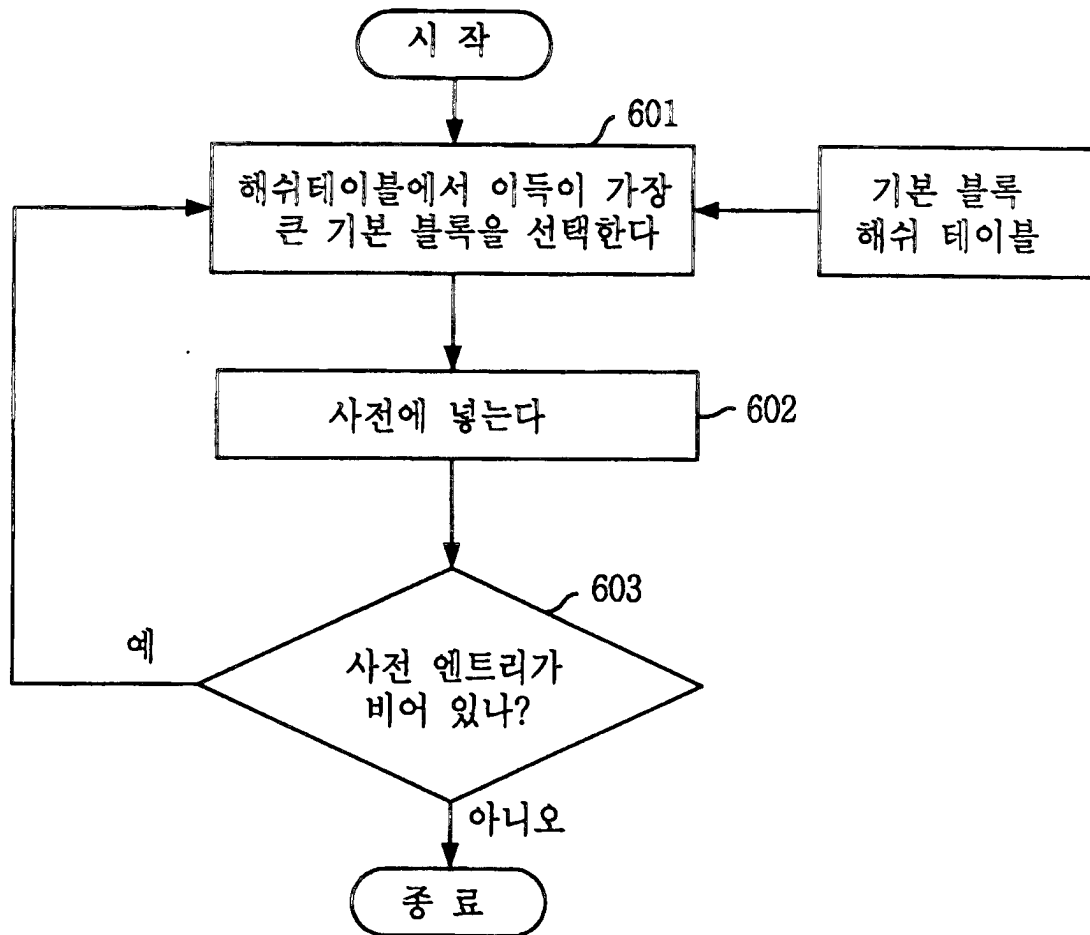 시 작
601
해쉬테이블에서 이득이 가장
큰 기본 블록을 선택한다
기본 블록
해쉬 테이블
사전에 넣는다
602
603
예
사전 엔트리가
비어 있나?
아니오
종 료